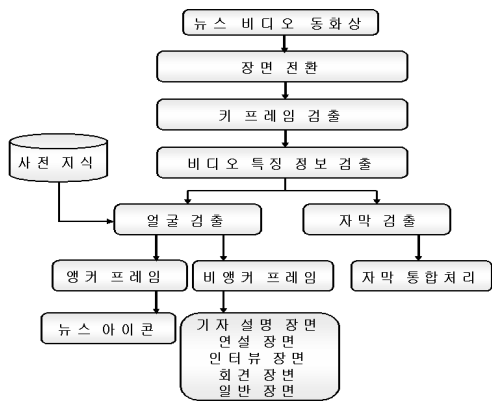 뉴스 비디오 동화상
장면 전환
키 프레임 검출
비디오 특징 정보 검출
사전 지식
얼굴 검출
자막 검출
앵커 프레임
비앵커 프레임
자막 통합처리
뉴스 아이콘
기자 설명 장면
연설 장면
인터뷰 장면
회견 장변
일반 장면